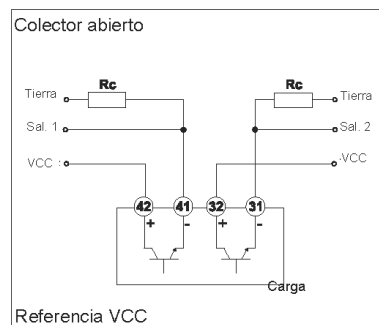 Colector abierto
Rc
Rc
Tierra
Tierra
Sal. 1
Sal. 2
VCC :
:VCC
42
41
32
31
+
-
+
-
Carga
Referencia VCC